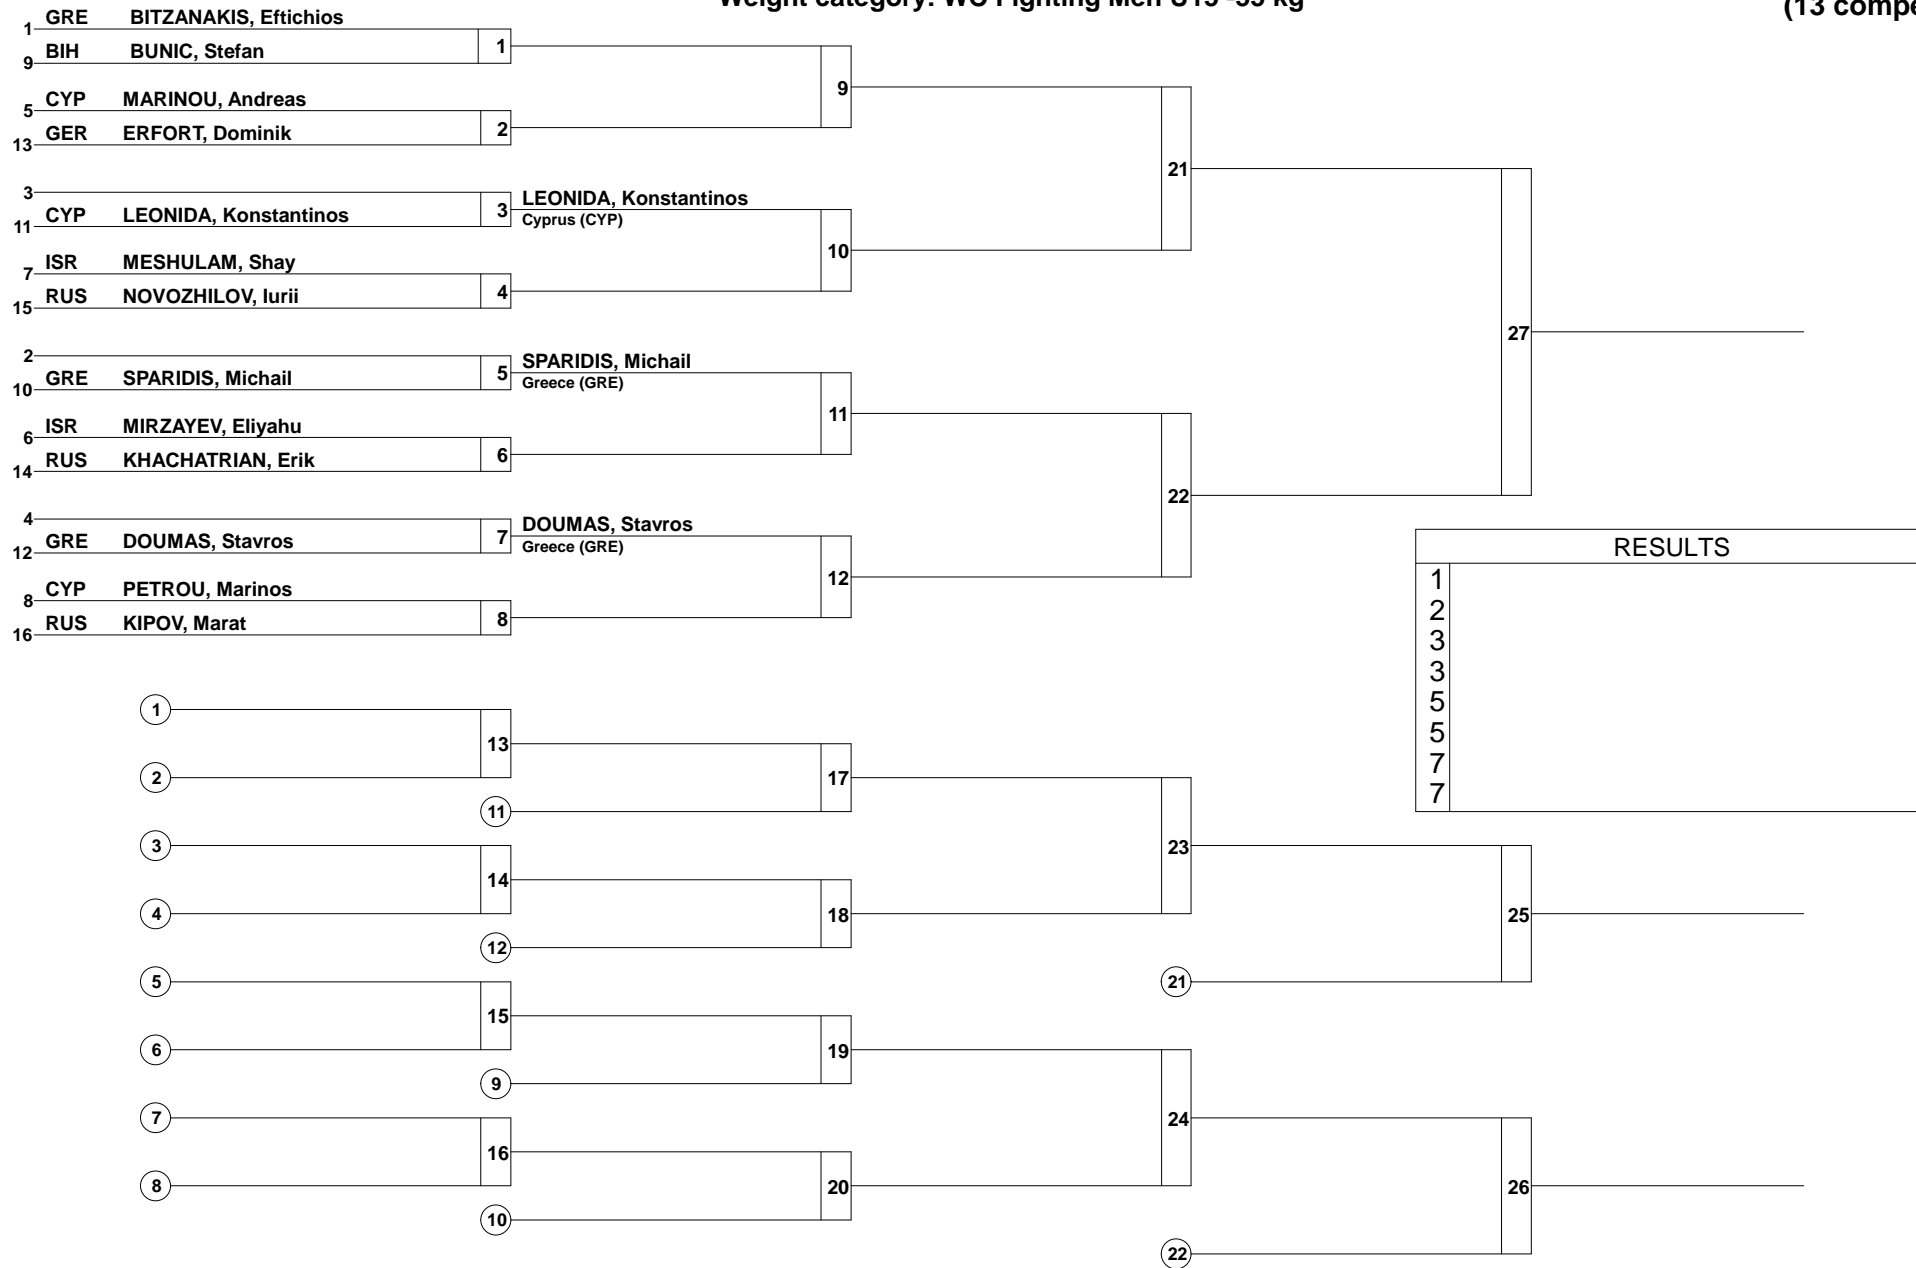 Weight category: WC Fighting Men U15 -55 kg
(13 compe
1 GRE BITZANAKIS, Eftichios
9 BIH BUNIC, Stefan
1
5 CYP MARINOU, Andreas
13 GER ERFORT, Dominik
2
9
3
11 CYP LEONIDA, Konstantinos
3 LEONIDA, Konstantinos
Cyprus (CYP)
7 ISR MESHULAM, Shay
15 RUS NOVOZHILOV, Iurii
4
10
21
2
10 GRE SPARIDIS, Michail
5 SPARIDIS, Michail
Greece (GRE)
6 ISR MIRZAYEV, Eliyahu
14 RUS KHACHATRIAN, Erik
6
11
4
12 GRE DOUMAS, Stavros
7 DOUMAS, Stavros
Greece (GRE)
8 CYP PETROU, Marinos
16 RUS KIPOV, Marat
8
12
22
27
RESULTS
1
2
3
3
5
5
7
7
1
2
13
11
17
3
4
14
12
18
23
21
25
5
6
15
9
19
7
8
16
10
20
24
22
26